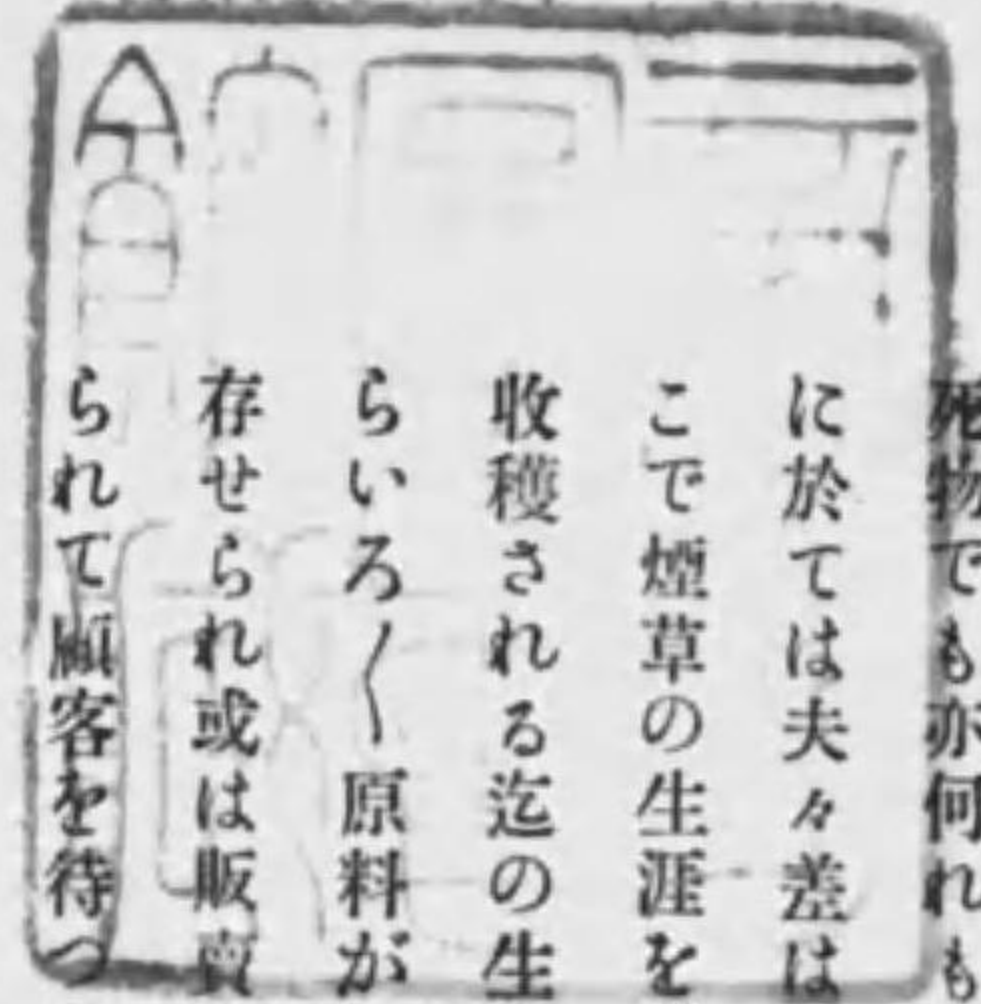 死物でも亦何れも
に於ては夫々差は
こで煙草の生涯を
收穫される迄の生
らいろ〱原料が
存せられ或は販賣
られて顧客を待つ